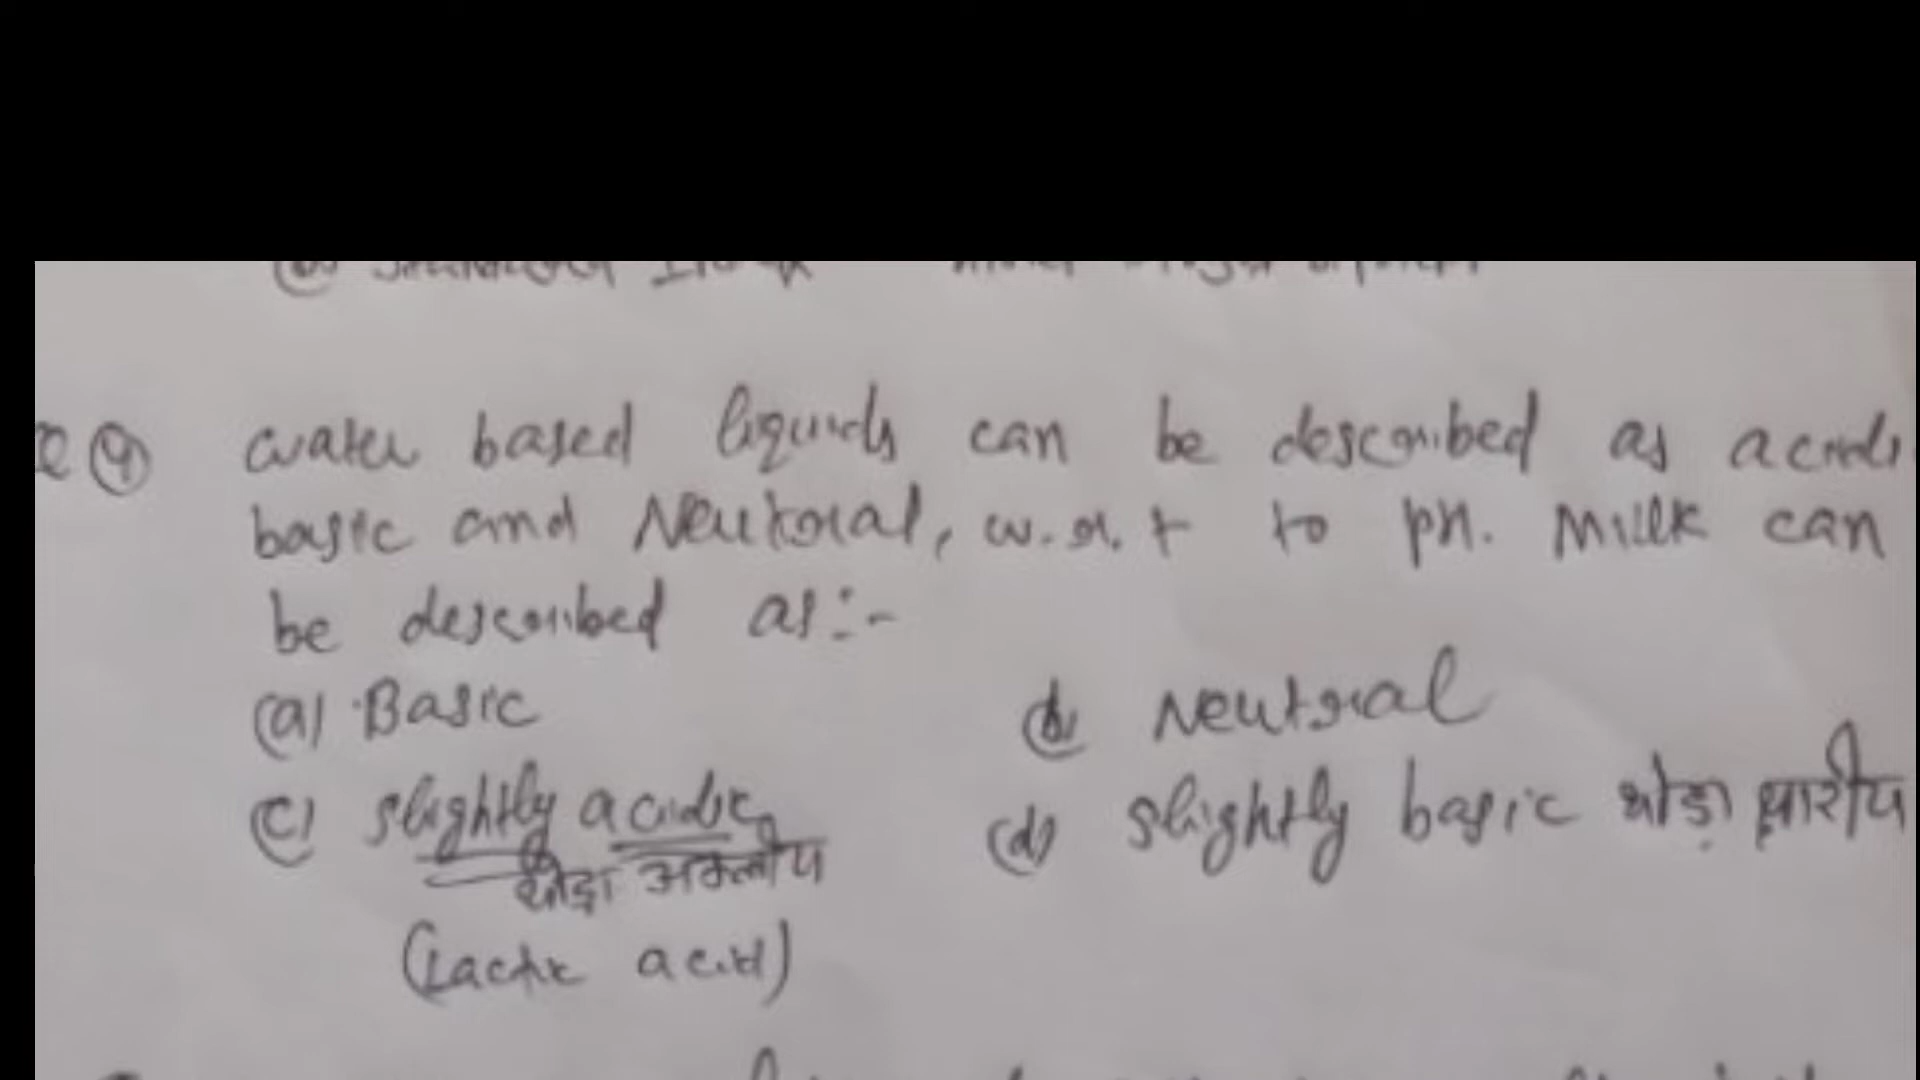 Q 9 water based liquids can be described as acids
basic and Neutral, w.r.t to pH. Milk can
be described as:-
(a) Basic (b) Neutral
(c) slightly acidic (d) slightly basic थोड़ा क्षारीय
थोड़ा अम्लीय
(Lactic acid)